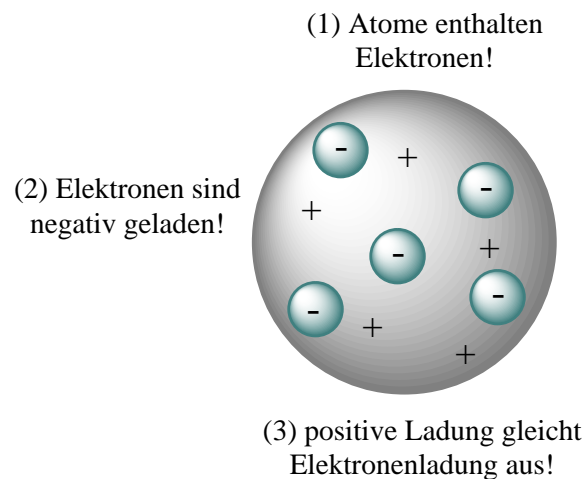 (1) Atome enthalten
Elektronen!
-
+
-
(2) Elektronen sind
negativ geladen!
+
-
+
-
-
+
+
(3) positive Ladung gleicht
Elektronenladung aus!